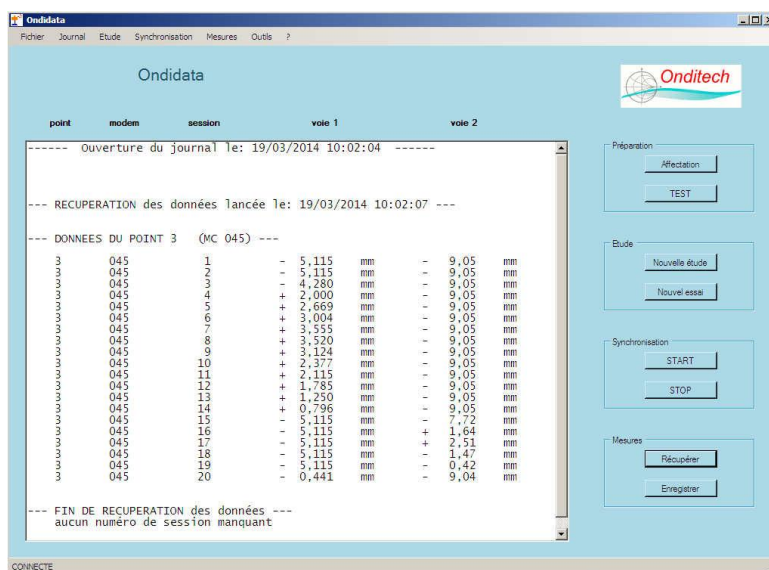 Ondidata
Fichier Journal Etude Synchronisation Mesures Outils ?
Ondidata
Onditech
point modem session voie 1 voie 2
------ Ouverture du journal le: 19/03/2014 10:02:04 ------
--- RECUPERATION des données lancée le: 19/03/2014 10:02:07 ---
--- DONNEES DU POINT 3 (MC 045) ---
3 045 1 - 5,115 mm - 9,05 mm
3 045 2 - 5,115 mm - 9,05 mm
3 045 3 - 4,280 mm - 9,05 mm
3 045 4 + 2,000 mm - 9,05 mm
3 045 5 + 2,669 mm - 9,05 mm
3 045 6 + 3,004 mm - 9,05 mm
3 045 7 + 3,555 mm - 9,05 mm
3 045 8 + 3,520 mm - 9,05 mm
3 045 9 + 3,124 mm - 9,05 mm
3 045 10 + 2,377 mm - 9,05 mm
3 045 11 + 2,115 mm - 9,05 mm
3 045 12 + 1,785 mm - 9,05 mm
3 045 13 + 1,250 mm - 9,05 mm
3 045 14 + 0,796 mm - 9,05 mm
3 045 15 - 5,115 mm - 7,72 mm
3 045 16 - 5,115 mm + 1,64 mm
3 045 17 - 5,115 mm + 2,51 mm
3 045 18 - 5,115 mm - 1,47 mm
3 045 19 - 5,115 mm - 0,42 mm
3 045 20 - 0,441 mm - 9,04 mm
--- FIN DE RECUPERATION des données ---
aucun numéro de session manquant
Préparation
Affectation
TEST
Etude
Nouvelle étude
Nouvel essai
Synchronisation
START
STOP
Mesures
Récupérer
Enregistrer
CONNECTE